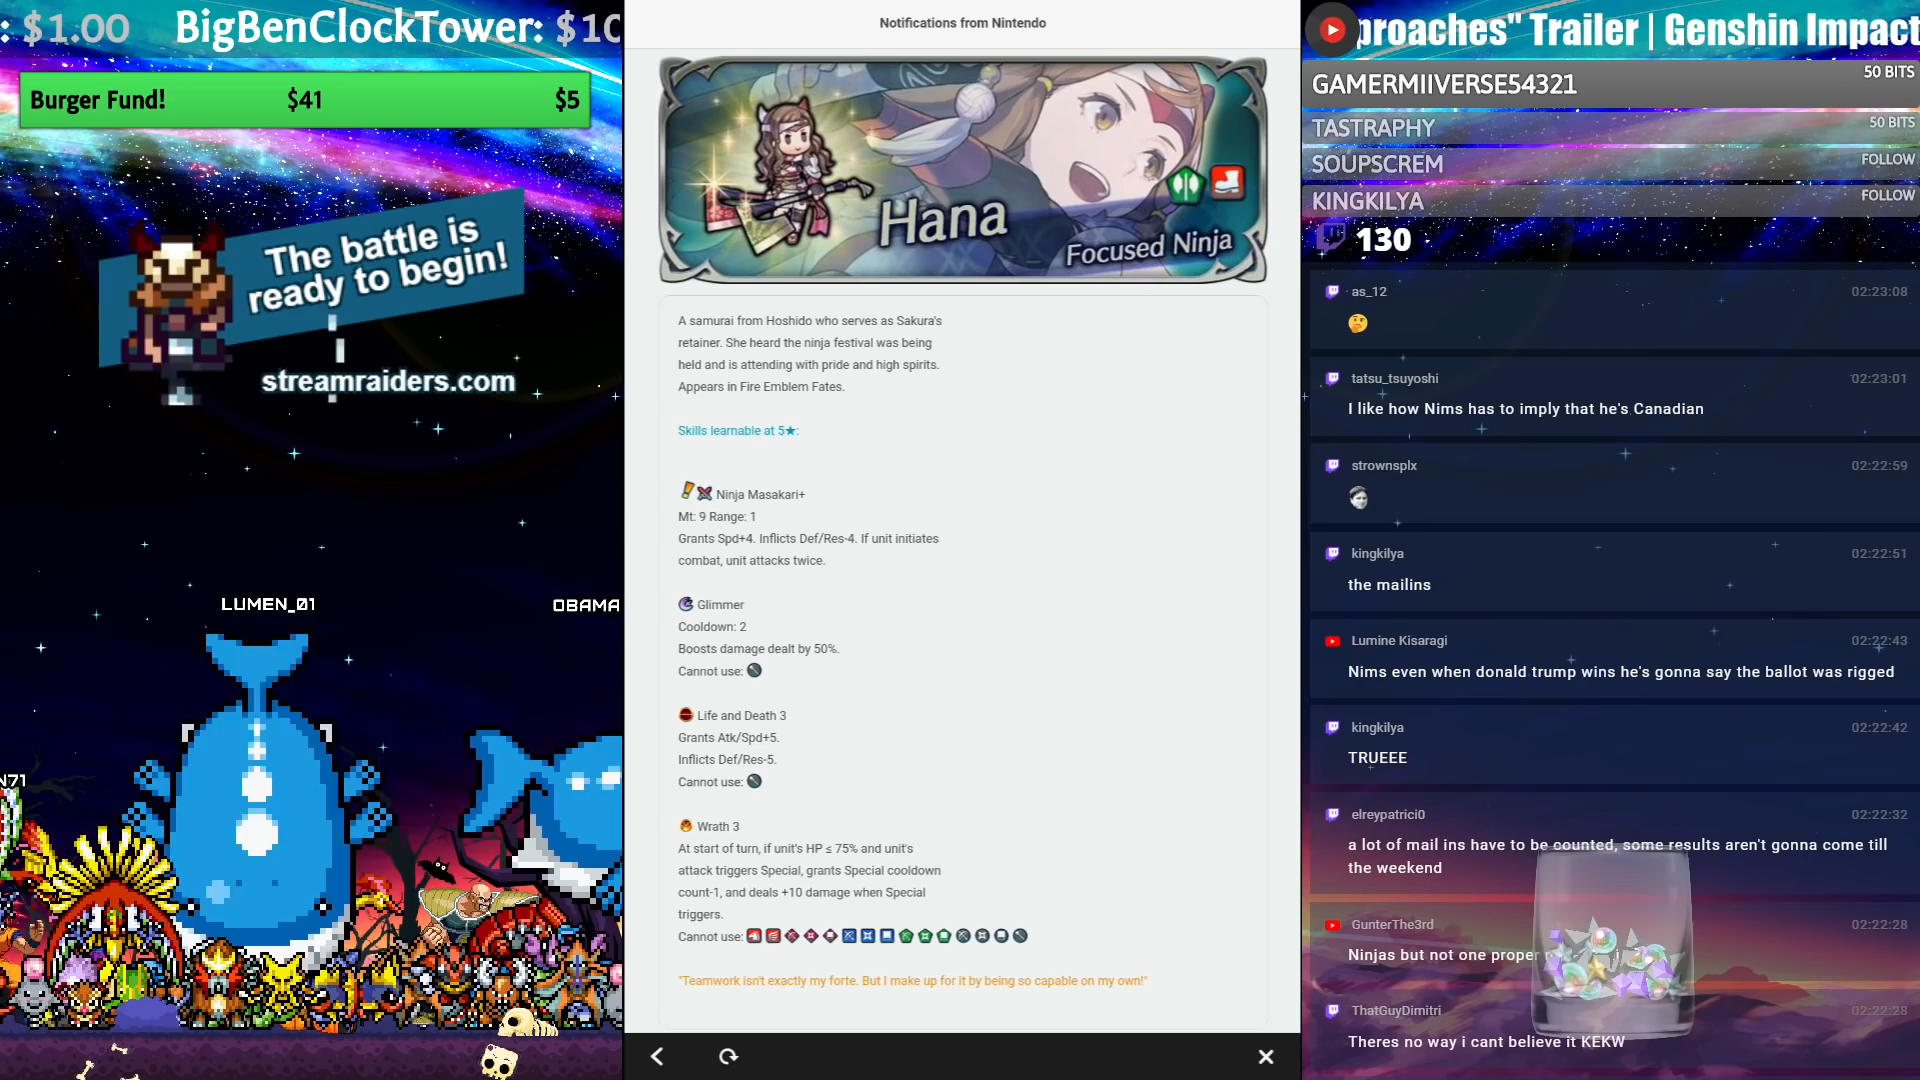 : $1.00 BigBenClockTower: $10
Burger Fund! $41 $5
The battle is
ready to begin!
streamraiders.com
LUMEN_01
OBAMA
N71
Notifications from Nintendo
Hana
Focused Ninja
A samurai from Hoshido who serves as Sakura's
retainer. She heard the ninja festival was being
held and is attending with pride and high spirits.
Appears in Fire Emblem Fates.
Skills learnable at 5★:
Ninja Masakari+
Mt: 9 Range: 1
Grants Spd+4. Inflicts Def/Res-4. If unit initiates
combat, unit attacks twice.
Glimmer
Cooldown: 2
Boosts damage dealt by 50%.
Cannot use:
Life and Death 3
Grants Atk/Spd+5.
Inflicts Def/Res-5.
Cannot use:
Wrath 3
At start of turn, if unit's HP ≤ 75% and unit's
attack triggers Special, grants Special cooldown
count-1, and deals +10 damage when Special
triggers.
Cannot use:
"Teamwork isn't exactly my forte. But I make up for it by being so capable on my own!"
proaches" Trailer | Genshin Impact
GAMERMIIVERSE54321 50 BITS
TASTRAPHY 50 BITS
SOUPSCREM FOLLOW
KINGKILYA FOLLOW
130
as_12 02:23:08
tatsu_tsuyoshi 02:23:01
I like how Nims has to imply that he's Canadian
strownsplx 02:22:59
kingkilya 02:22:51
the mailins
Lumine Kisaragi 02:22:43
Nims even when donald trump wins he's gonna say the ballot was rigged
kingkilya 02:22:42
TRUEEE
elreypatrici0 02:22:32
a lot of mail ins have to be counted, some results aren't gonna come till
the weekend
GunterThe3rd 02:22:28
Ninjas but not one proper
ThatGuyDimitri 02:22:28
Theres no way i cant believe it KEKW